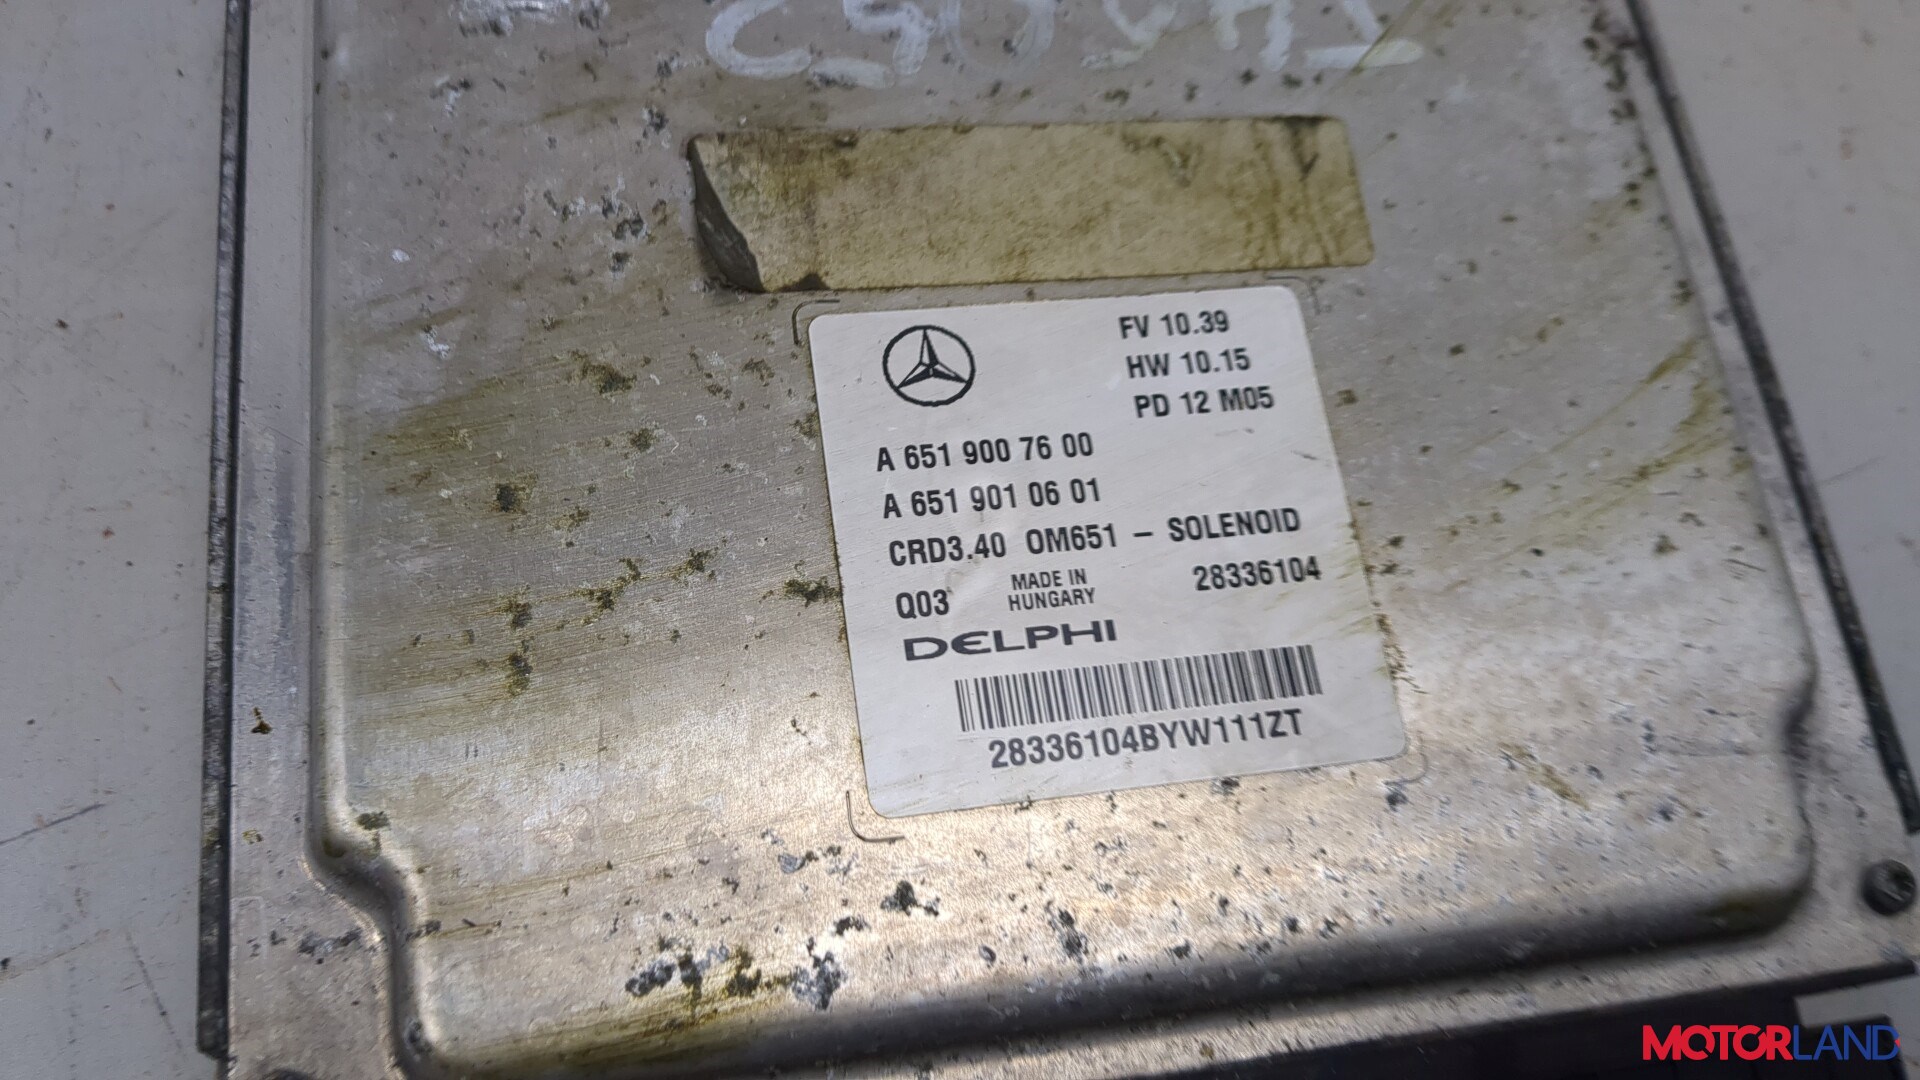 FV 10.39
HW 10.15
PD 12 M05
A 651 900 76 00
A 651 901 06 01
CRD3.40 OM651 – SOLENOID
Q03 MADE IN HUNGARY 28336104
DELPHI
28336104BYW111ZT
MOTORLAND